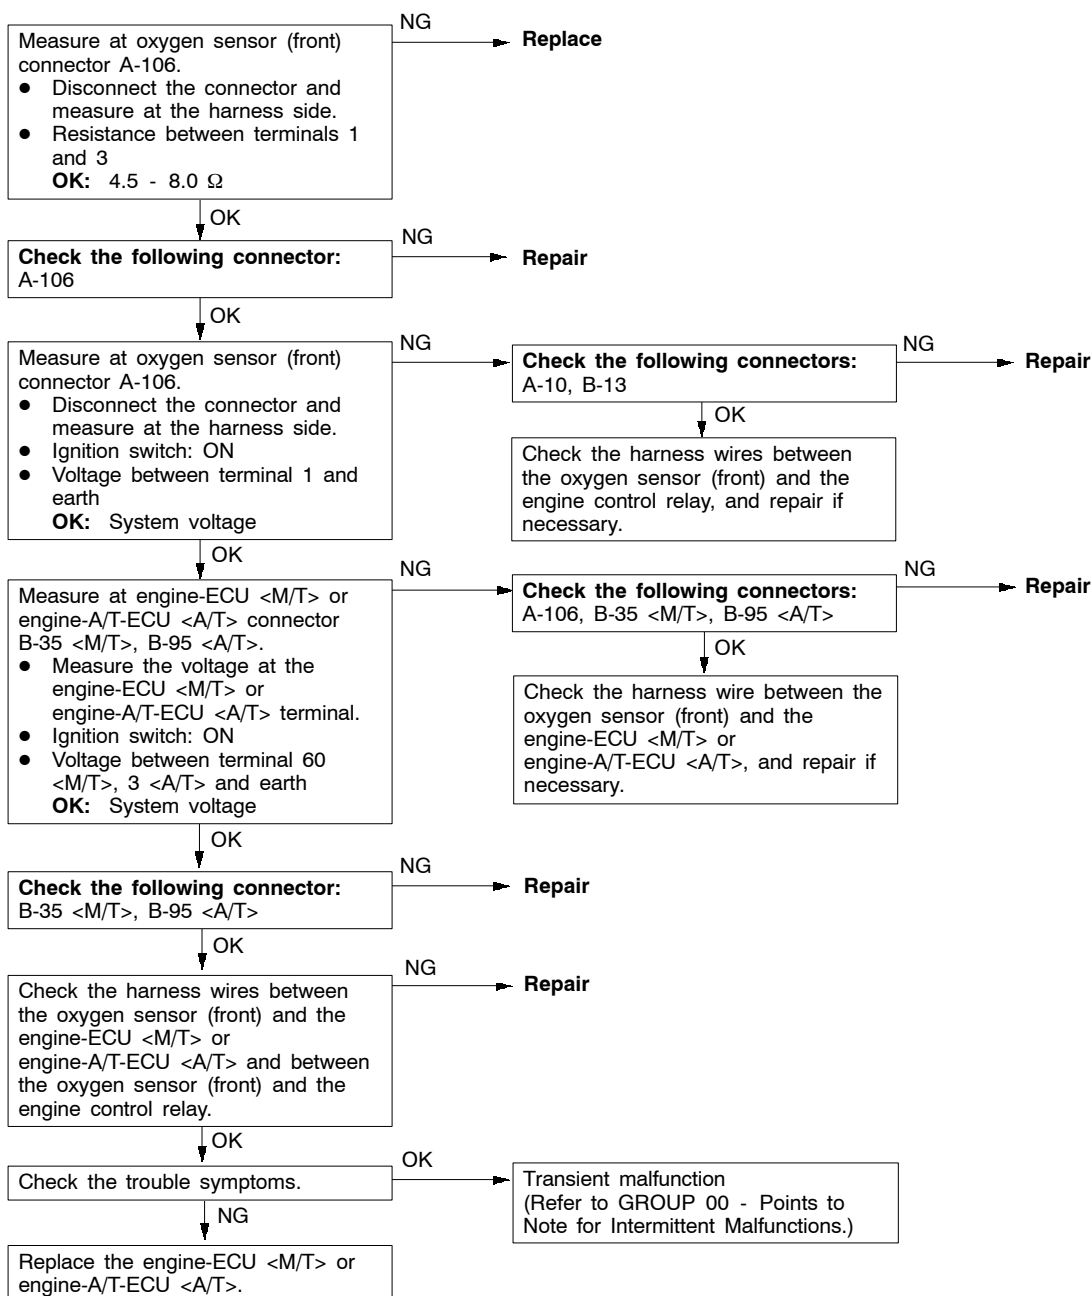 Measure at oxygen sensor (front)
connector A-106.
● Disconnect the connector and
measure at the harness side.
● Resistance between terminals 1
and 3
OK: 4.5 - 8.0 Ω
NG
Replace
OK
Check the following connector:
A-106
NG
Repair
OK
Measure at oxygen sensor (front)
connector A-106.
● Disconnect the connector and
measure at the harness side.
● Ignition switch: ON
● Voltage between terminal 1 and
earth
OK: System voltage
NG
Check the following connectors:
A-10, B-13
NG
Repair
OK
Check the harness wires between
the oxygen sensor (front) and the
engine control relay, and repair if
necessary.
OK
Measure at engine-ECU <M/T> or
engine-A/T-ECU <A/T> connector
B-35 <M/T>, B-95 <A/T>.
● Measure the voltage at the
engine-ECU <M/T> or
engine-A/T-ECU <A/T> terminal.
● Ignition switch: ON
● Voltage between terminal 60
<M/T>, 3 <A/T> and earth
OK: System voltage
NG
Check the following connectors:
A-106, B-35 <M/T>, B-95 <A/T>
NG
Repair
OK
Check the harness wire between the
oxygen sensor (front) and the
engine-ECU <M/T> or
engine-A/T-ECU <A/T>, and repair if
necessary.
OK
Check the following connector:
B-35 <M/T>, B-95 <A/T>
NG
Repair
OK
Check the harness wires between
the oxygen sensor (front) and the
engine-ECU <M/T> or
engine-A/T-ECU <A/T> and between
the oxygen sensor (front) and the
engine control relay.
NG
Repair
OK
Check the trouble symptoms.
OK
Transient malfunction
(Refer to GROUP 00 - Points to
Note for Intermittent Malfunctions.)
NG
Replace the engine-ECU <M/T> or
engine-A/T-ECU <A/T>.